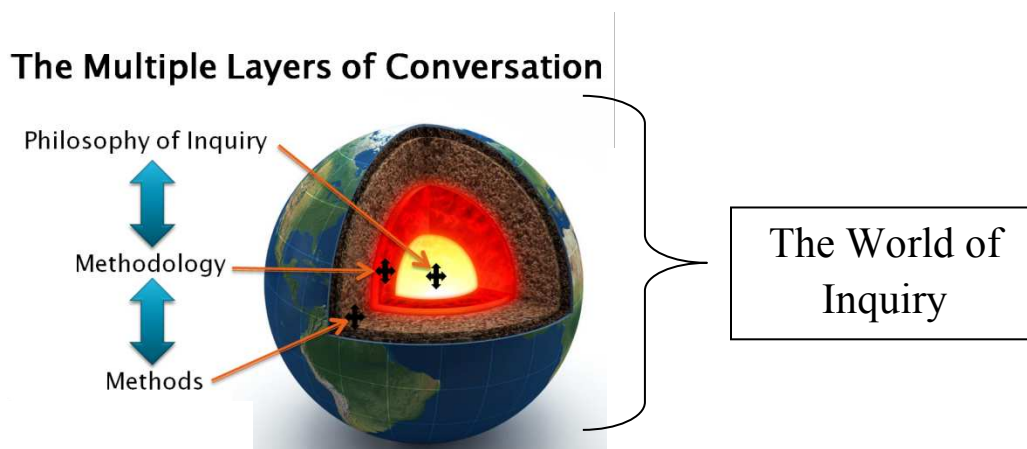 The Multiple Layers of Conversation
Philosophy of Inquiry
Methodology
Methods
The World of
Inquiry